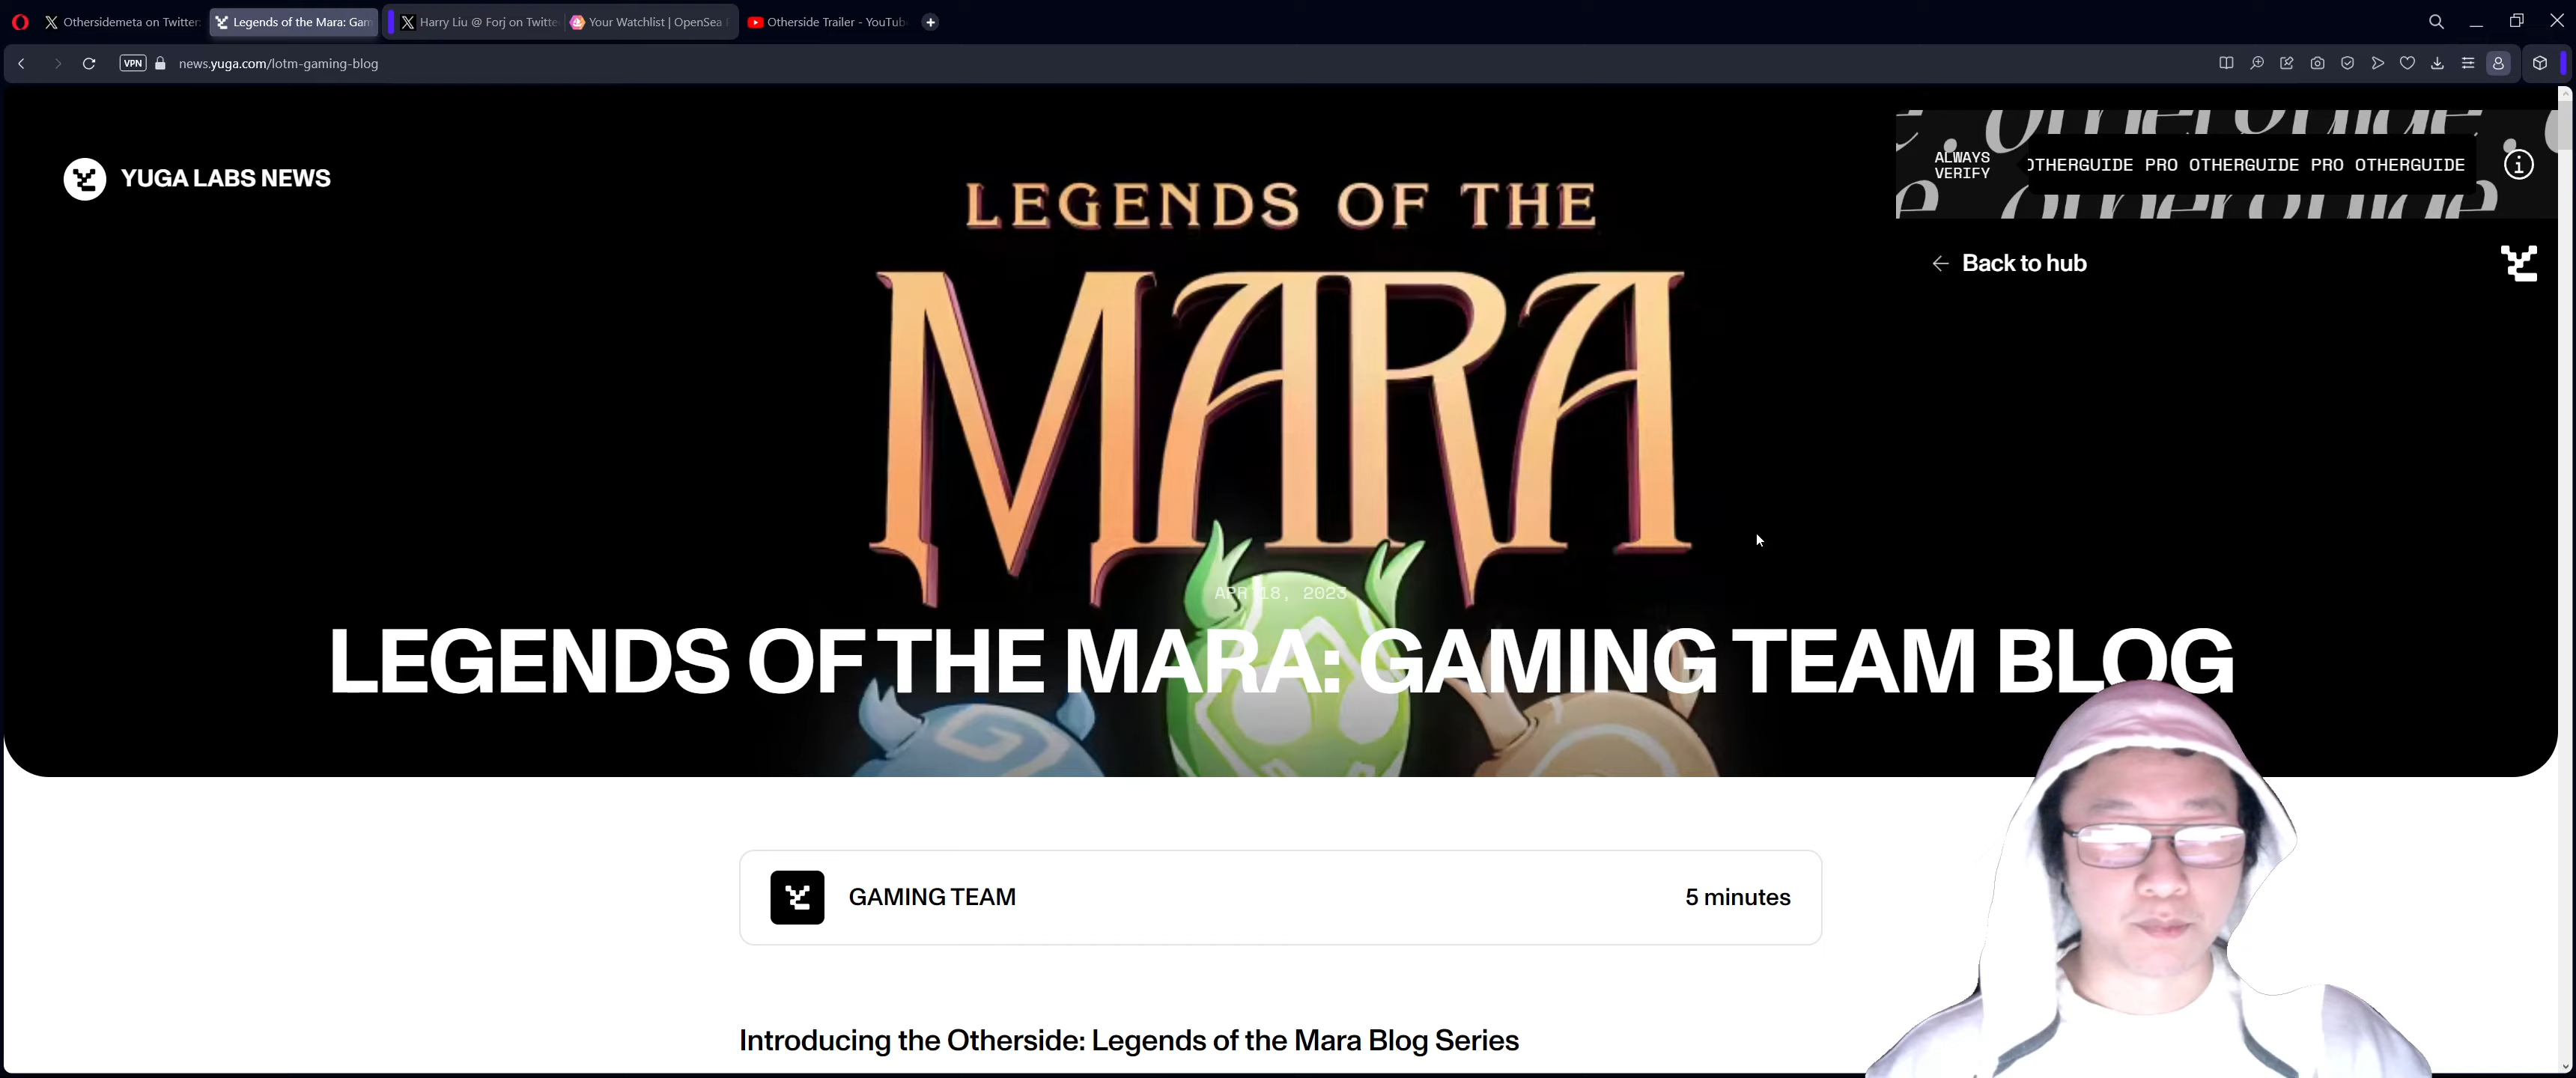 Othersidemeta on Twitter:
Legends of the Mara: Gam
Harry Liu @ Forj on Twitte
Your Watchlist | OpenSea
Otherside Trailer - YouTub
VPN
news.yuga.com/lotm-gaming-blog
YUGA LABS NEWS
ALWAYS
VERIFY
OTHERGUIDE PRO OTHERGUIDE PRO OTHERGUIDE
Back to hub
LEGENDS OF THE
MARA
APR 18, 2023
LEGENDS OF THE MARA: GAMING TEAM BLOG
GAMING TEAM
5 minutes
Introducing the Otherside: Legends of the Mara Blog Series